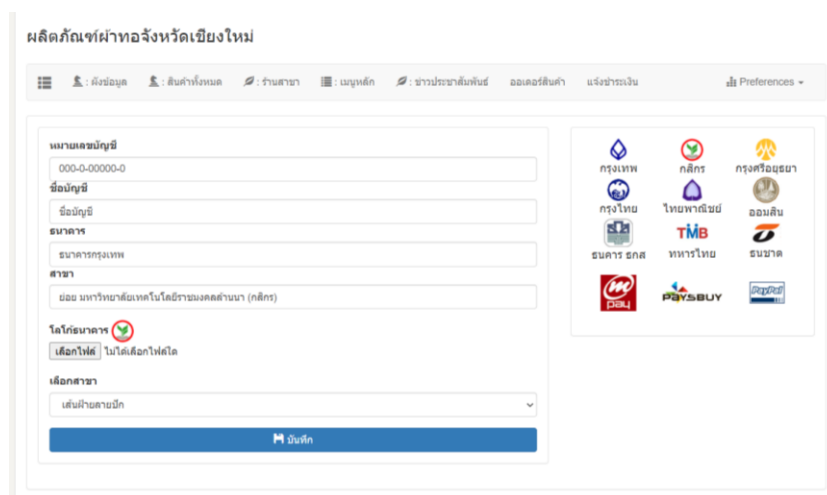 ผลิตภัณฑ์ผ้าทอจังหวัดเชียงใหม่
: ผังข้อมูล : สินค้าทั้งหมด : ร้านสาขา : เมนูหลัก : ข่าวประชาสัมพันธ์ ออเดอร์สินค้า แจ้งชำระเงิน Preferences
หมายเลขบัญชี
000-0-00000-0
ชื่อบัญชี
ชื่อบัญชี
ธนาคาร
ธนาคารกรุงเทพ
สาขา
ย่อย มหาวิทยาลัยเทคโนโลยีราชมงคลล้านนา (กสิกร)
โลโก้ธนาคาร
เลือกไฟล์ ไม่ได้เลือกไฟล์ใด
เลือกสาขา
เส้นฝ้ายตายบึก
บันทึก
กรุงเทพ กสิกร กรุงศรีอยุธยา
กรุงไทย ไทยพาณิชย์ ออมสิน
TMB
ธนคาร ธกส ทหารไทย ธนชาต
m pay PAYSBUY PayPal